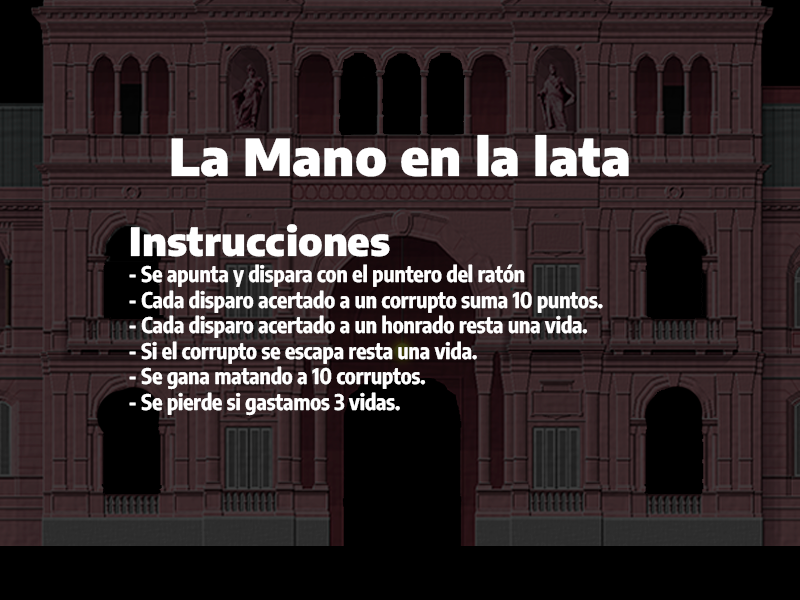 La Mano en la lata
Instrucciones
- Se apunta y dispara con el puntero del ratón
- Cada disparo acertado a un corrupto suma 10 puntos.
- Cada disparo acertado a un honrado resta una vida.
- Si el corrupto se escapa resta una vida.
- Se gana matando a 10 corruptos.
- Se pierde si gastamos 3 vidas.